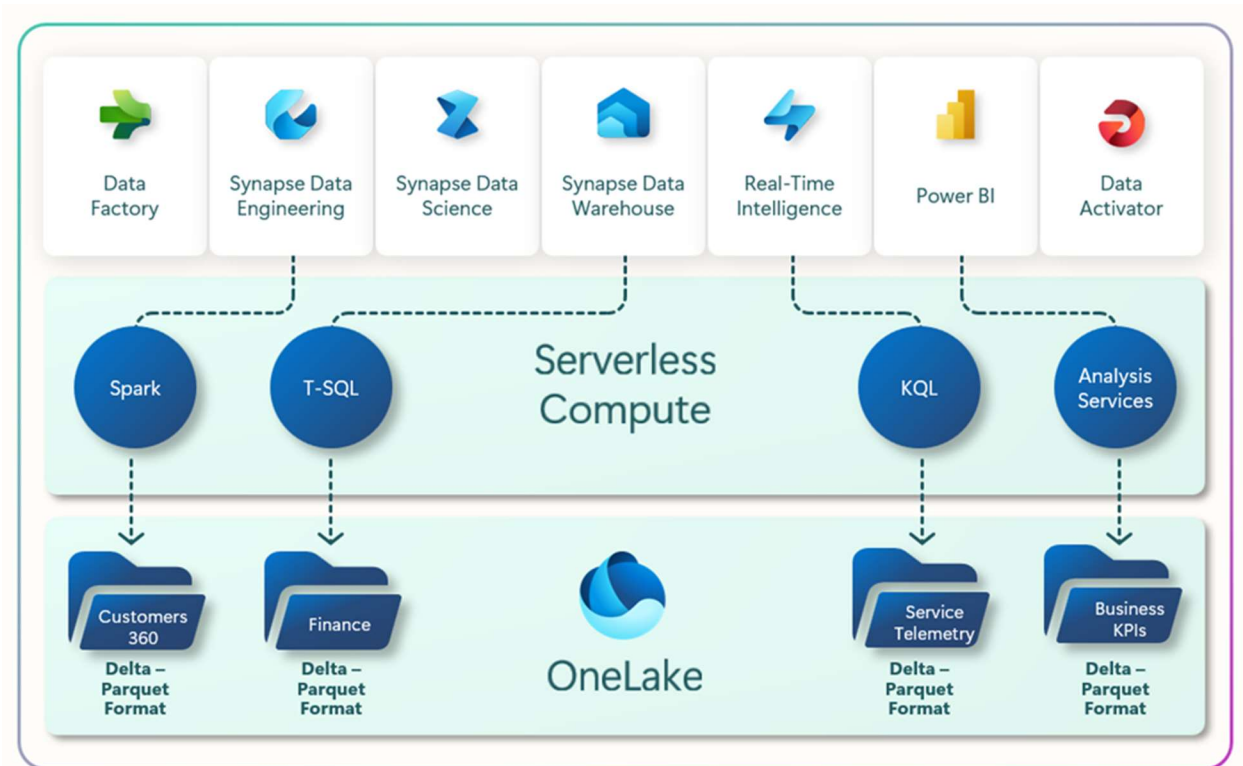 Data
Factory
Synapse Data
Engineering
Synapse Data
Science
Synapse Data
Warehouse
Real-Time
Intelligence
Power BI
Data
Activator
Spark
T-SQL
Serverless
Compute
KQL
Analysis
Services
Customers
360
Delta –
Parquet
Format
Finance
Delta –
Parquet
Format
OneLake
Service
Telemetry
Delta –
Parquet
Format
Business
KPIs
Delta –
Parquet
Format